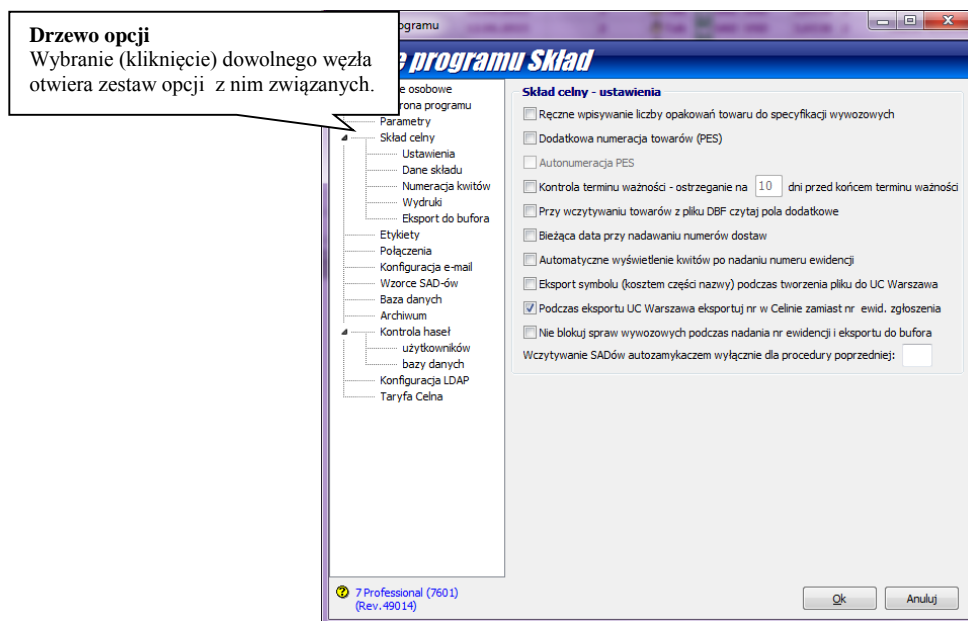 Drzewo opcji
Wybranie (kliknięcie) dowolnego węzła
otwiera zestaw opcji z nim związanych.
programu
programu Skład
osobowe
programu
Parametry
Skład celny
Ustawienia
Dane składu
Numeracja kwitów
Wydruki
Eksport do bufora
Etykiety
Połączenia
Konfiguracja e-mail
Wzorce SAD-ów
Baza danych
Archiwum
Kontrola haseł
użytkowników
bazy danych
Konfiguracja LDAP
Taryfa Celna
Skład celny - ustawienia
Ręczne wpisywanie liczby opakowań towaru do specyfikacji wywozowych
Dodatkowa numeracja towarów (PES)
Autonumeracja PES
Kontrola terminu ważności - ostrzeganie na 10 dni przed końcem terminu ważności
Przy wczytywaniu towarów z pliku DBF czytaj pola dodatkowe
Bieżąca data przy nadawaniu numerów dostaw
Automatyczne wyświetlenie kwitów po nadaniu numeru ewidencji
Eksport symbolu (kosztem części nazwy) podczas tworzenia pliku do UC Warszawa
Podczas eksportu UC Warszawa eksportuj nr w Celinie zamiast nr ewid. zgłoszenia
Nie blokuj spraw wywozowych podczas nadania nr ewidencji i eksportu do bufora
Wczytywanie SADów autozamykaczem wyłącznie dla procedury poprzedniej:
7 Professional (7601)
(Rev.49014)
Ok
Anuluj